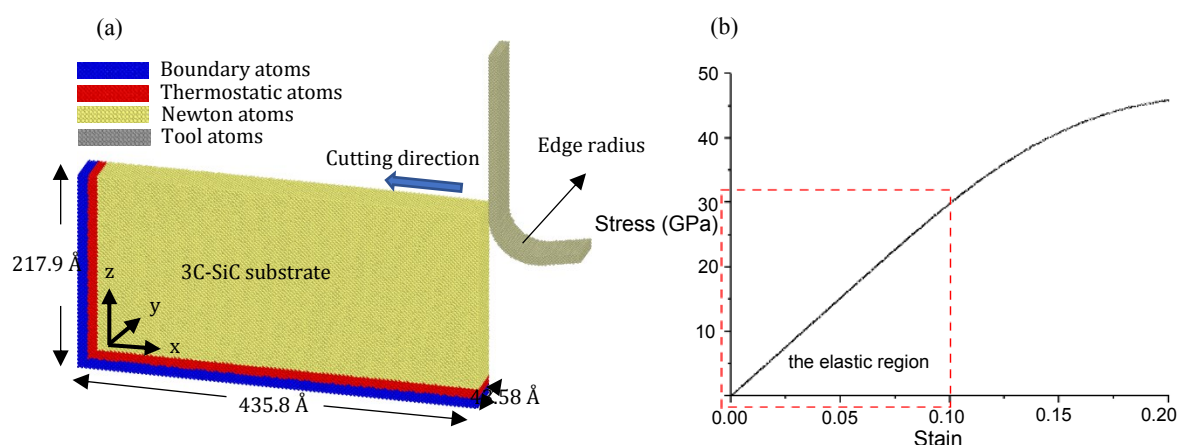 (a)
Boundary atoms
Thermostatic atoms
Newton atoms
Tool atoms
Cutting direction
Edge radius
217.9 Å
3C-SiC substrate
z
y
x
435.8 Å
43.58 Å
(b)
50
40
30
Stress (GPa)
20
10
the elastic region
0.00 0.05 0.10 0.15 0.20
Stain